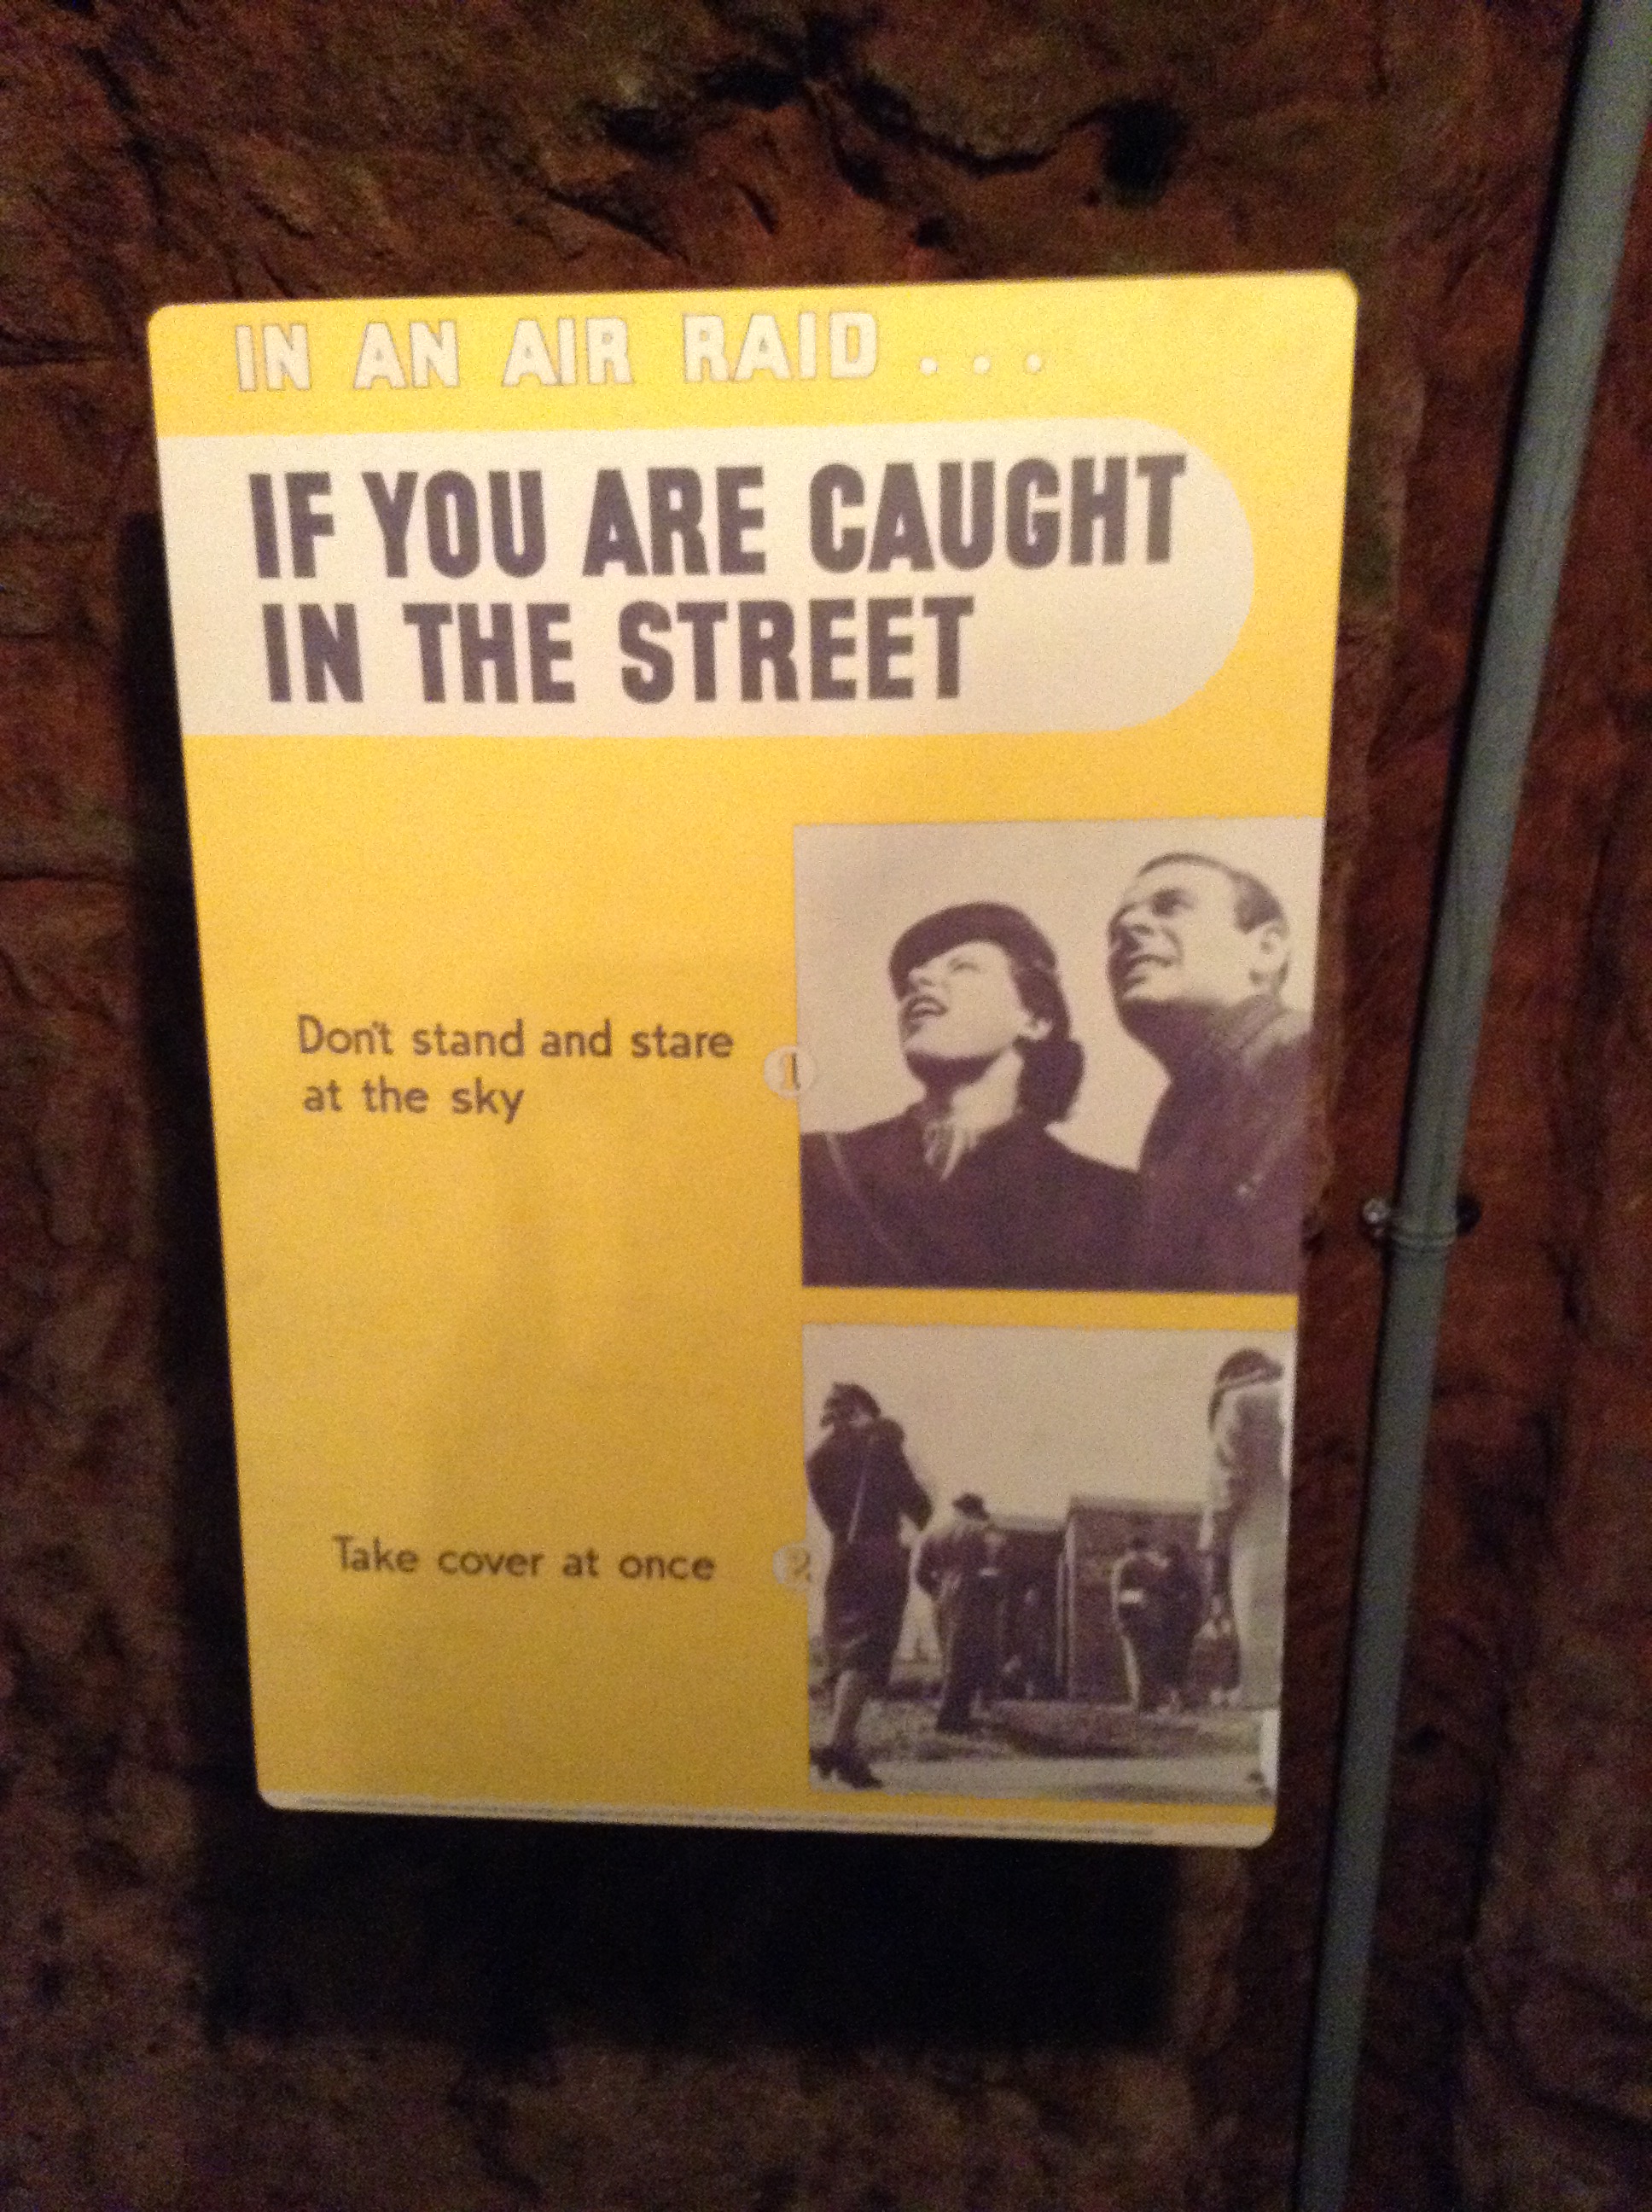 IN AN AIR RAID . . .
IF YOU ARE CAUGHT
IN THE STREET
Don't stand and stare
at the sky
1
Take cover at once
2